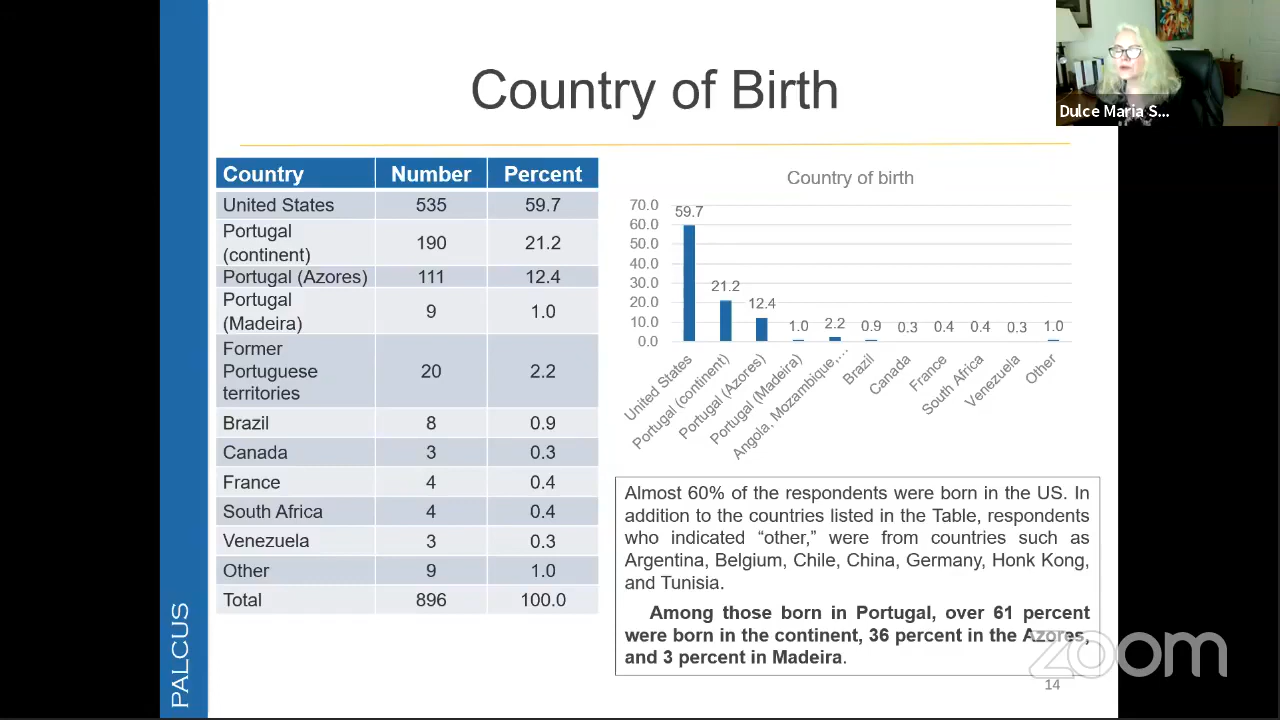 Country of Birth
Dulce Maria S...
Country Number Percent
United States 535 59.7
Portugal
(continent) 190 21.2
Portugal (Azores) 111 12.4
Portugal
(Madeira) 9 1.0
Former
Portuguese
territories 20 2.2
Brazil 8 0.9
Canada 3 0.3
France 4 0.4
South Africa 4 0.4
Venezuela 3 0.3
Other 9 1.0
Total 896 100.0
Country of birth
70.0
60.0
50.0
40.0
30.0
20.0
10.0
0.0
59.7
21.2
12.4
1.0
2.2
0.9
0.3
0.4
0.4
0.3
1.0
United States
Portugal (continent)
Portugal (Azores)
Portugal (Madeira)
Angola, Mozambique,...
Brazil
Canada
France
South Africa
Venezuela
Other
Almost 60% of the respondents were born in the US. In
addition to the countries listed in the Table, respondents
who indicated “other,” were from countries such as
Argentina, Belgium, Chile, China, Germany, Honk Kong,
and Tunisia.
Among those born in Portugal, over 61 percent
were born in the continent, 36 percent in the Azores,
and 3 percent in Madeira.
14
PALCUS
zoom